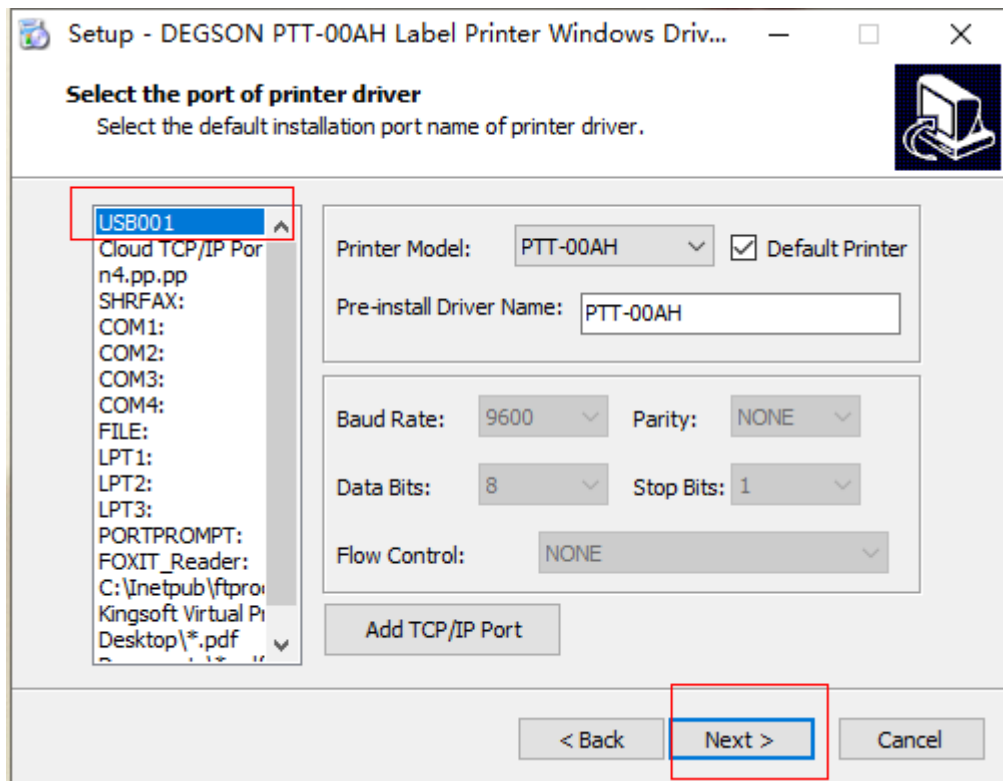 Setup - DEGSON PTT-00AH Label Printer Windows Driv...
Select the port of printer driver
Select the default installation port name of printer driver.
USB001
Cloud TCP/IP Por
n4.pp.pp
SHRFAX:
COM1:
COM2:
COM3:
COM4:
FILE:
LPT1:
LPT2:
LPT3:
PORTPROMPT:
FOXIT_Reader:
C:\Inetpub\ftpro
Kingsoft Virtual Pr
Desktop\*.pdf
Printer Model: PTT-00AH Default Printer
Pre-install Driver Name: PTT-00AH
Baud Rate: 9600 Parity: NONE
Data Bits: 8 Stop Bits: 1
Flow Control: NONE
Add TCP/IP Port
< Back Next > Cancel